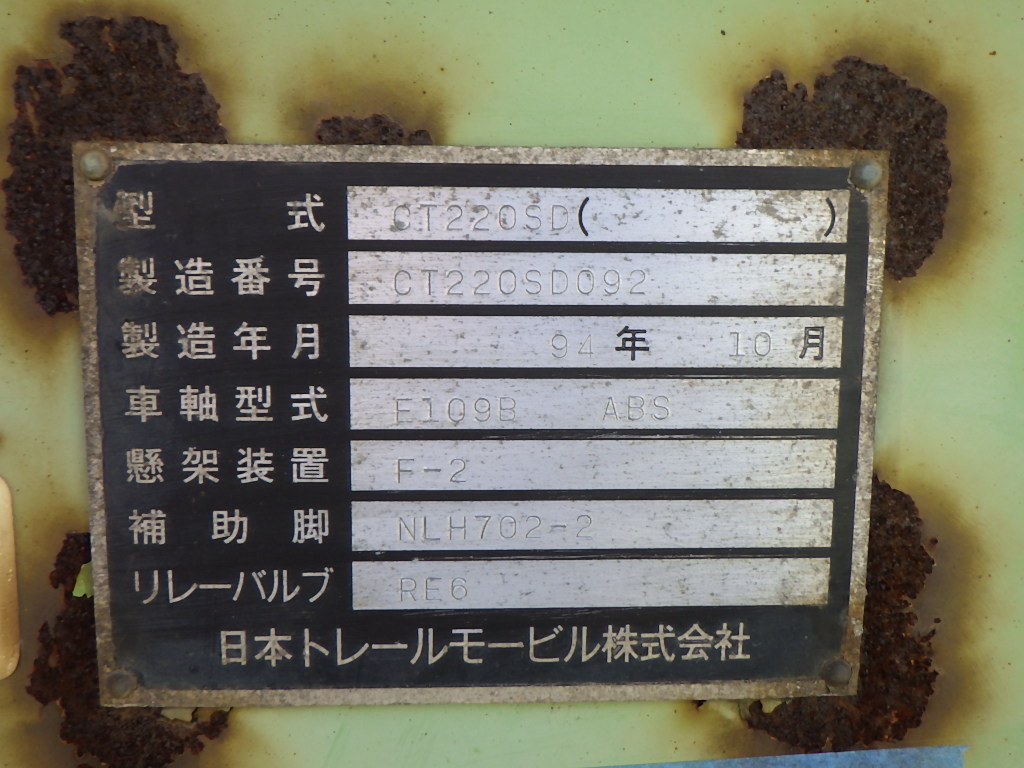 型式 CT220SD( )
製造番号 CT220SD092
製造年月 94年 10月
車軸型式 E109B ABS
懸架装置 F-2
補助脚 NLH702-2
リレーバルブ RE6
日本トレールモービル株式会社